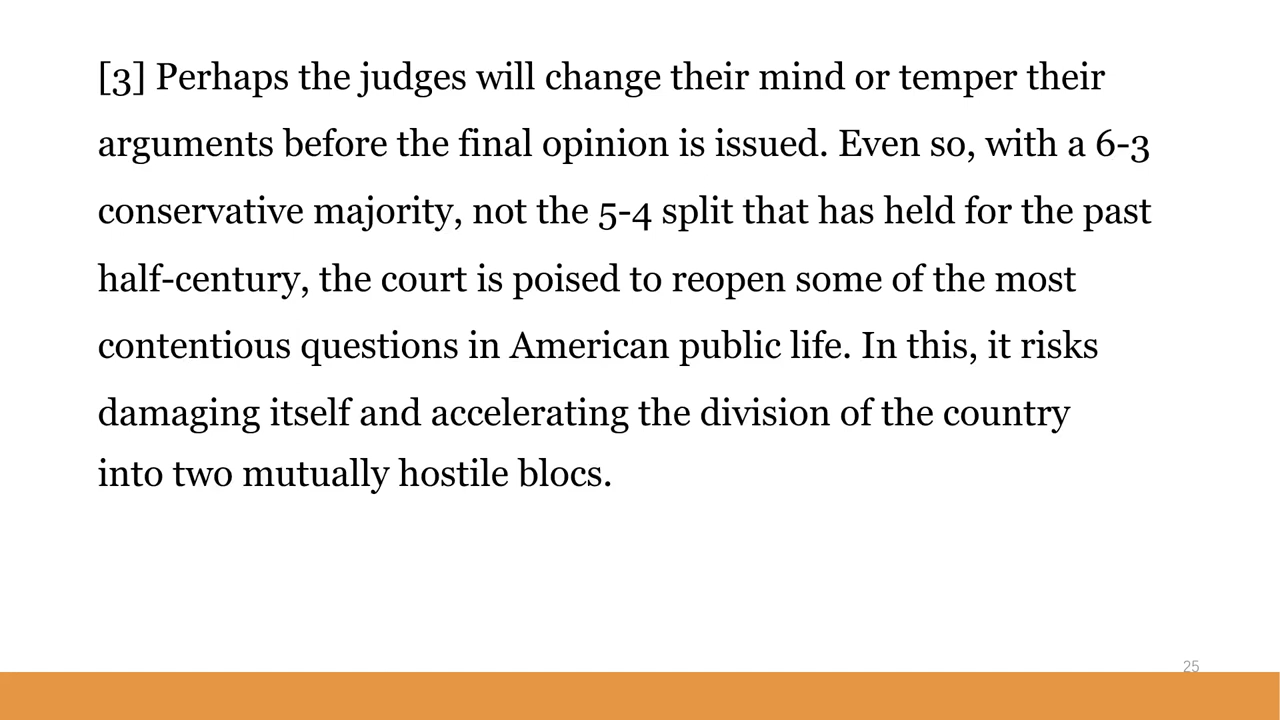 [3] Perhaps the judges will change their mind or temper their
arguments before the final opinion is issued. Even so, with a 6-3
conservative majority, not the 5-4 split that has held for the past
half-century, the court is poised to reopen some of the most
contentious questions in American public life. In this, it risks
damaging itself and accelerating the division of the country
into two mutually hostile blocs.
25